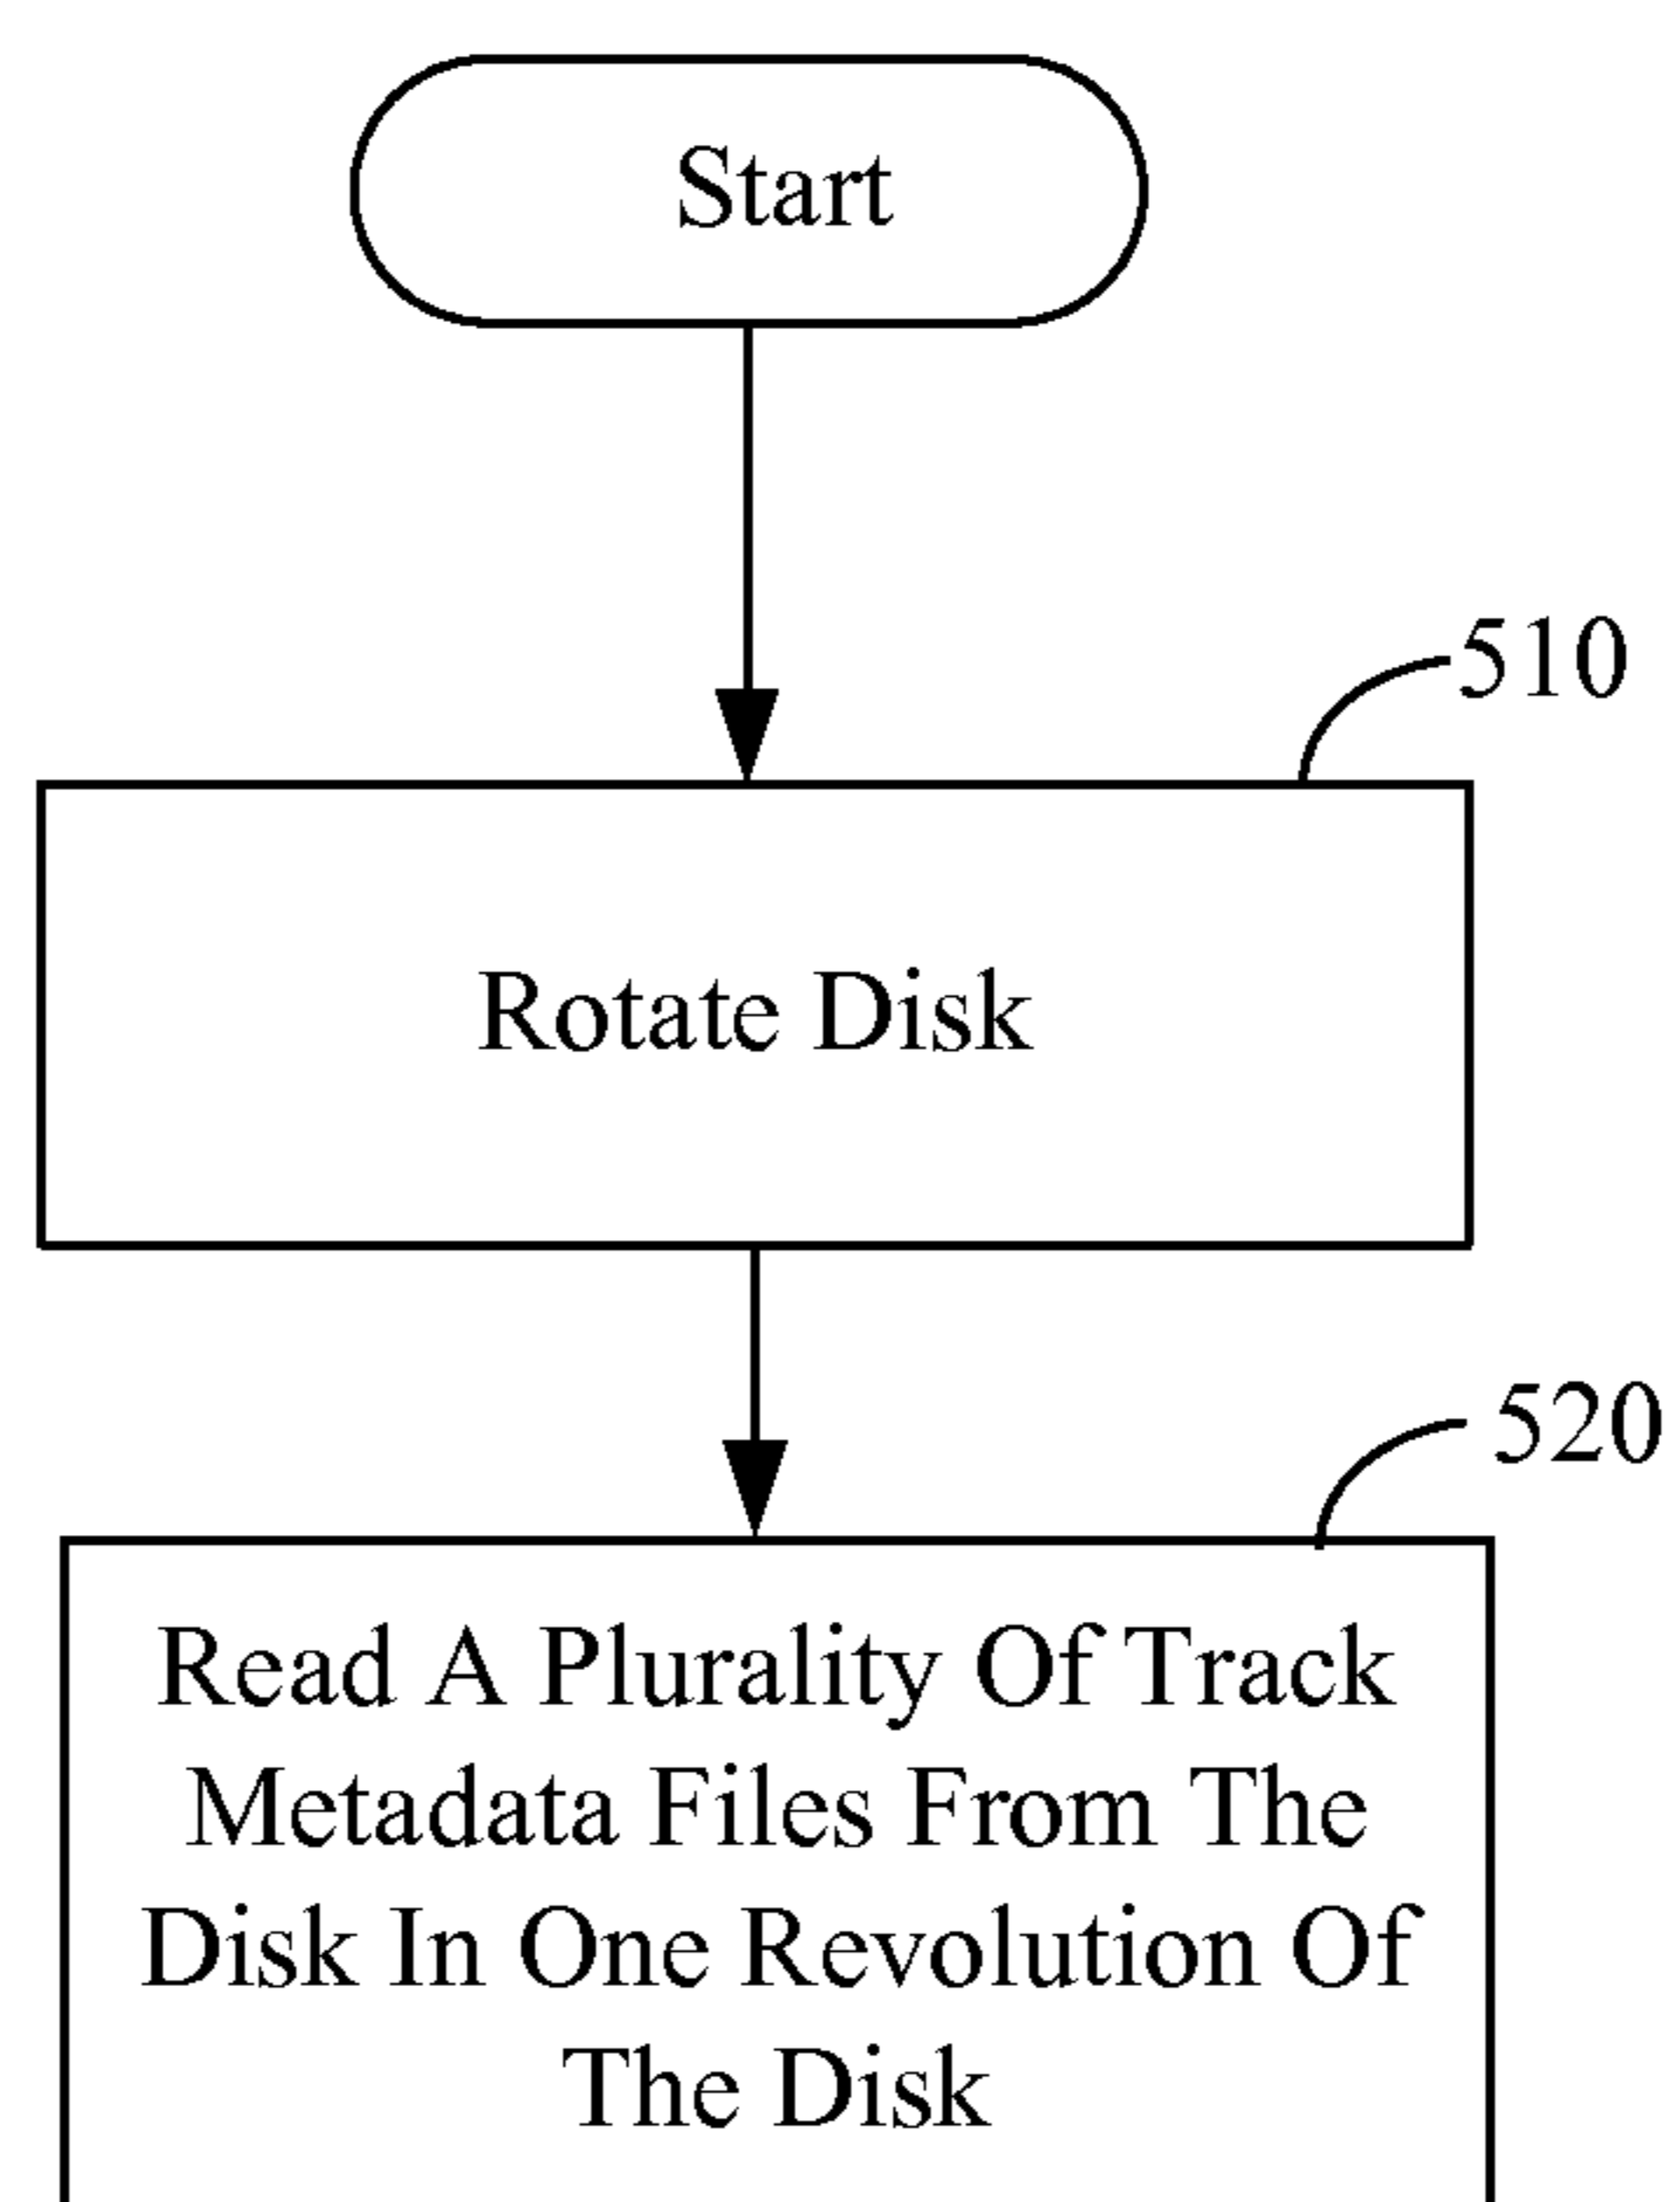 Start
510
Rotate Disk
520
Read A Plurality Of Track
Metadata Files From The
Disk In One Revolution Of
The Disk